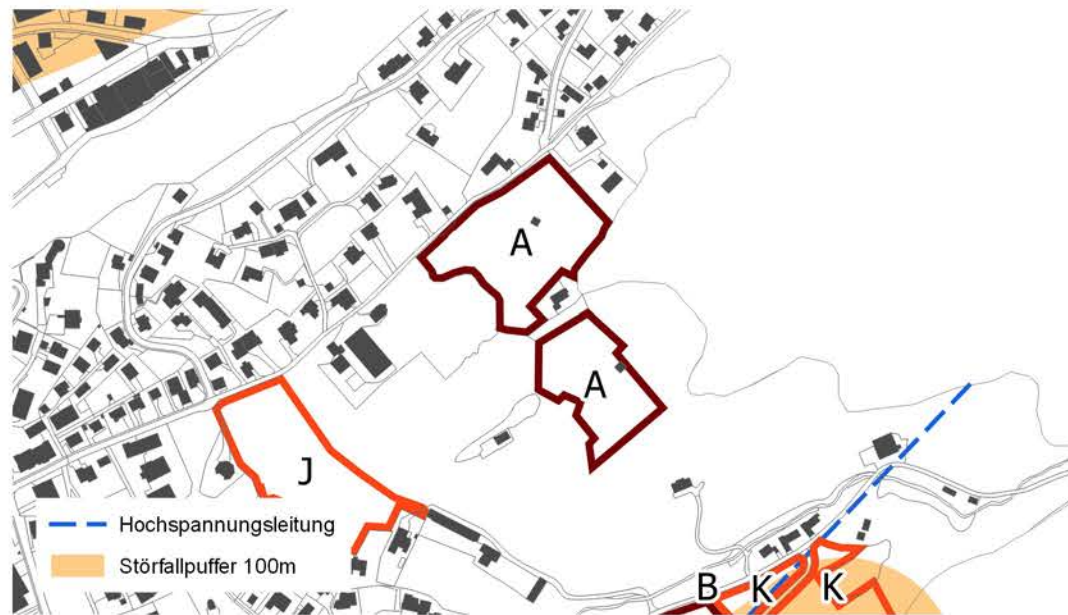 A
A
J
Hochspannungsleitung
Störfallpuffer 100m
B K K